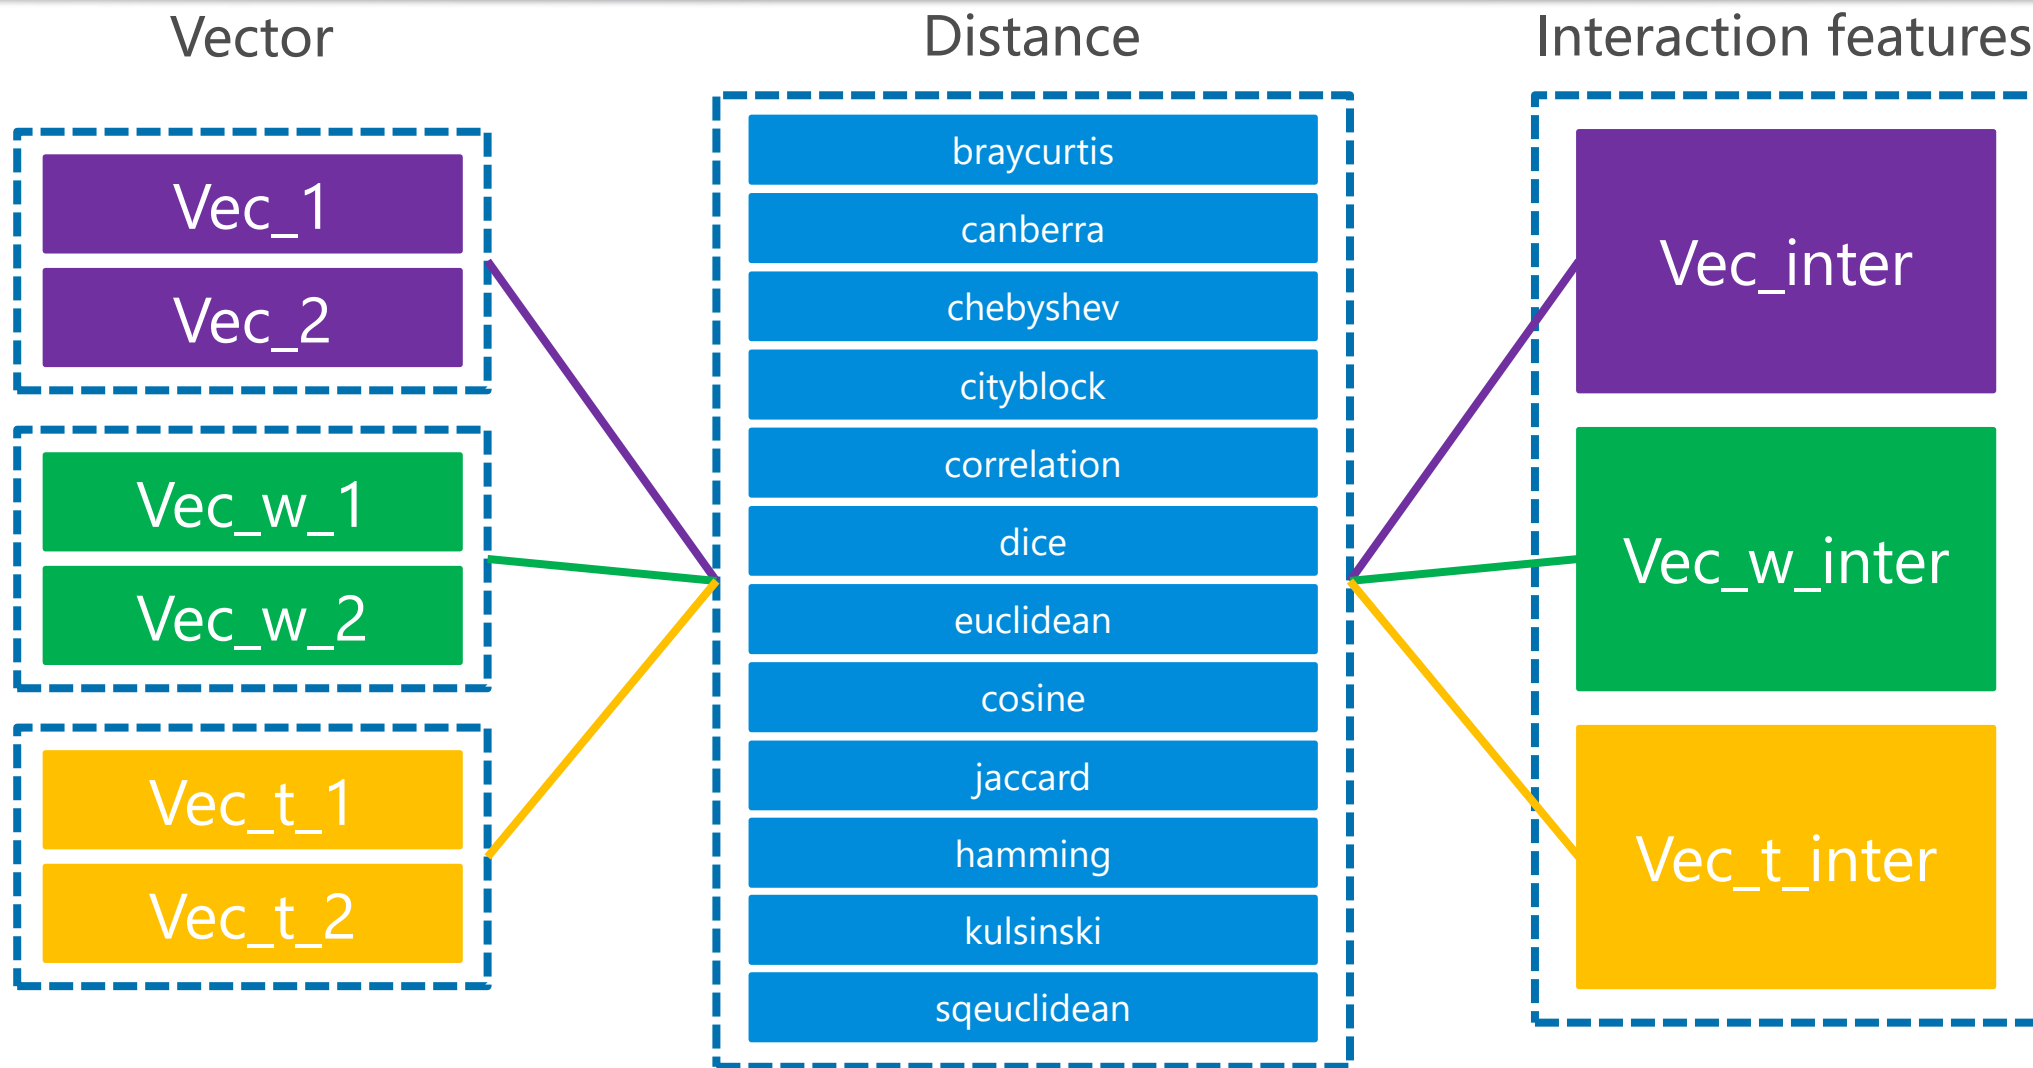 Vector
Distance
Interaction features
Vec_1
Vec_2
Vec_w_1
Vec_w_2
Vec_t_1
Vec_t_2
braycurtis
canberra
chebyshev
cityblock
correlation
dice
euclidean
cosine
jaccard
hamming
kulsinski
sqeuclidean
Vec_inter
Vec_w_inter
Vec_t_inter